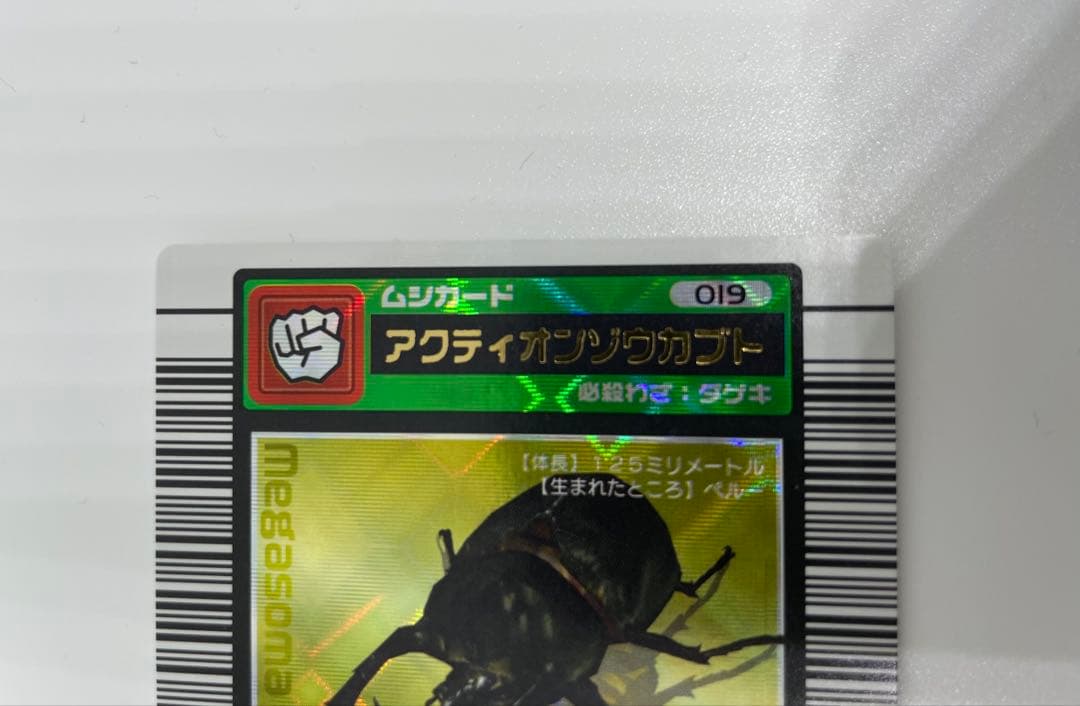 ムシカード
019
アクティオンゾウカブト
必殺わざ：ダゲキ
【体長】125ミリメートル
【生まれたところ】ペルー
megasoma